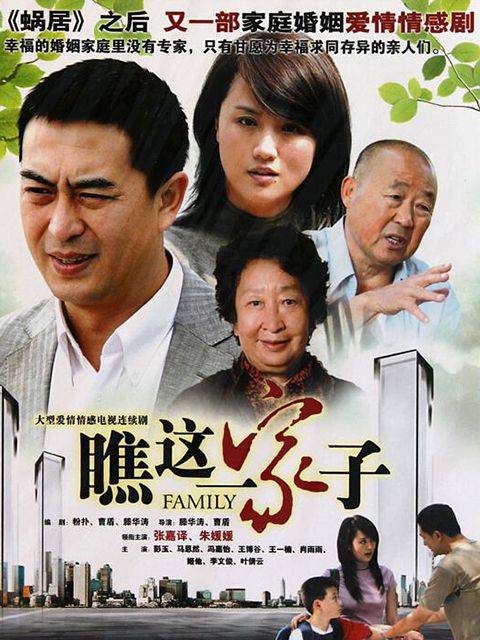 《蜗居》之后 又一部家庭婚姻爱情情感剧
幸福的婚姻家庭里没有专家，只有甘愿为幸福求同存异的亲人们。
大型爱情情感电视连续剧
瞧这一家子
FAMILY
编 剧：粉扑、曹盾、滕华涛 导演：滕华涛、曹盾
领衔主演：张嘉译、朱媛媛
主 演：彭玉、马恩然、冯嘉怡、王博谷、王一楠、肖雨雨、
姬他、李文俊、叶倩云